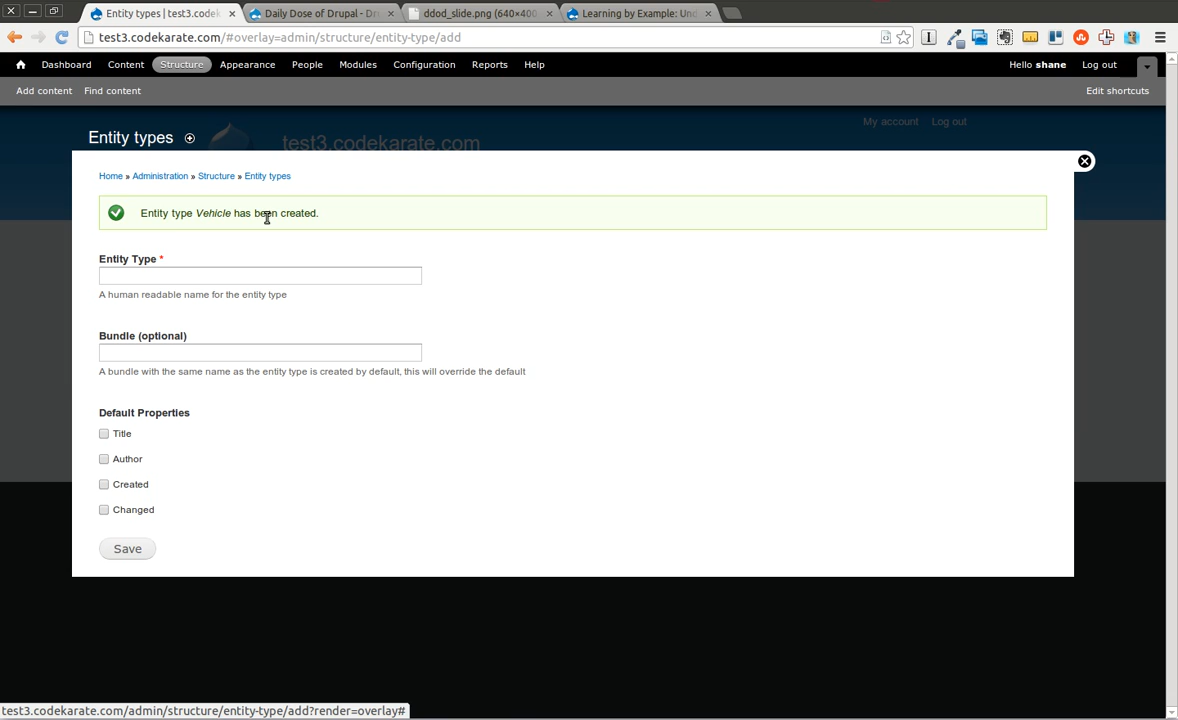 Entity types | test3.codek
Daily Dose of Drupal - Dr
ddod_slide.png (640×400
Learning by Example: Und
test3.codekarate.com/#overlay=admin/structure/entity-type/add
Dashboard Content Structure Appearance People Modules Configuration Reports Help
Hello shane Log out
Add content Find content
Edit shortcuts
My account Log out
Entity types
test3.codekarate.com
Home » Administration » Structure » Entity types
Entity type Vehicle has been created.
Entity Type *
A human readable name for the entity type
Bundle (optional)
A bundle with the same name as the entity type is created by default, this will override the default
Default Properties
Title
Author
Created
Changed
Save
test3.codekarate.com/admin/structure/entity-type/add?render=overlay#